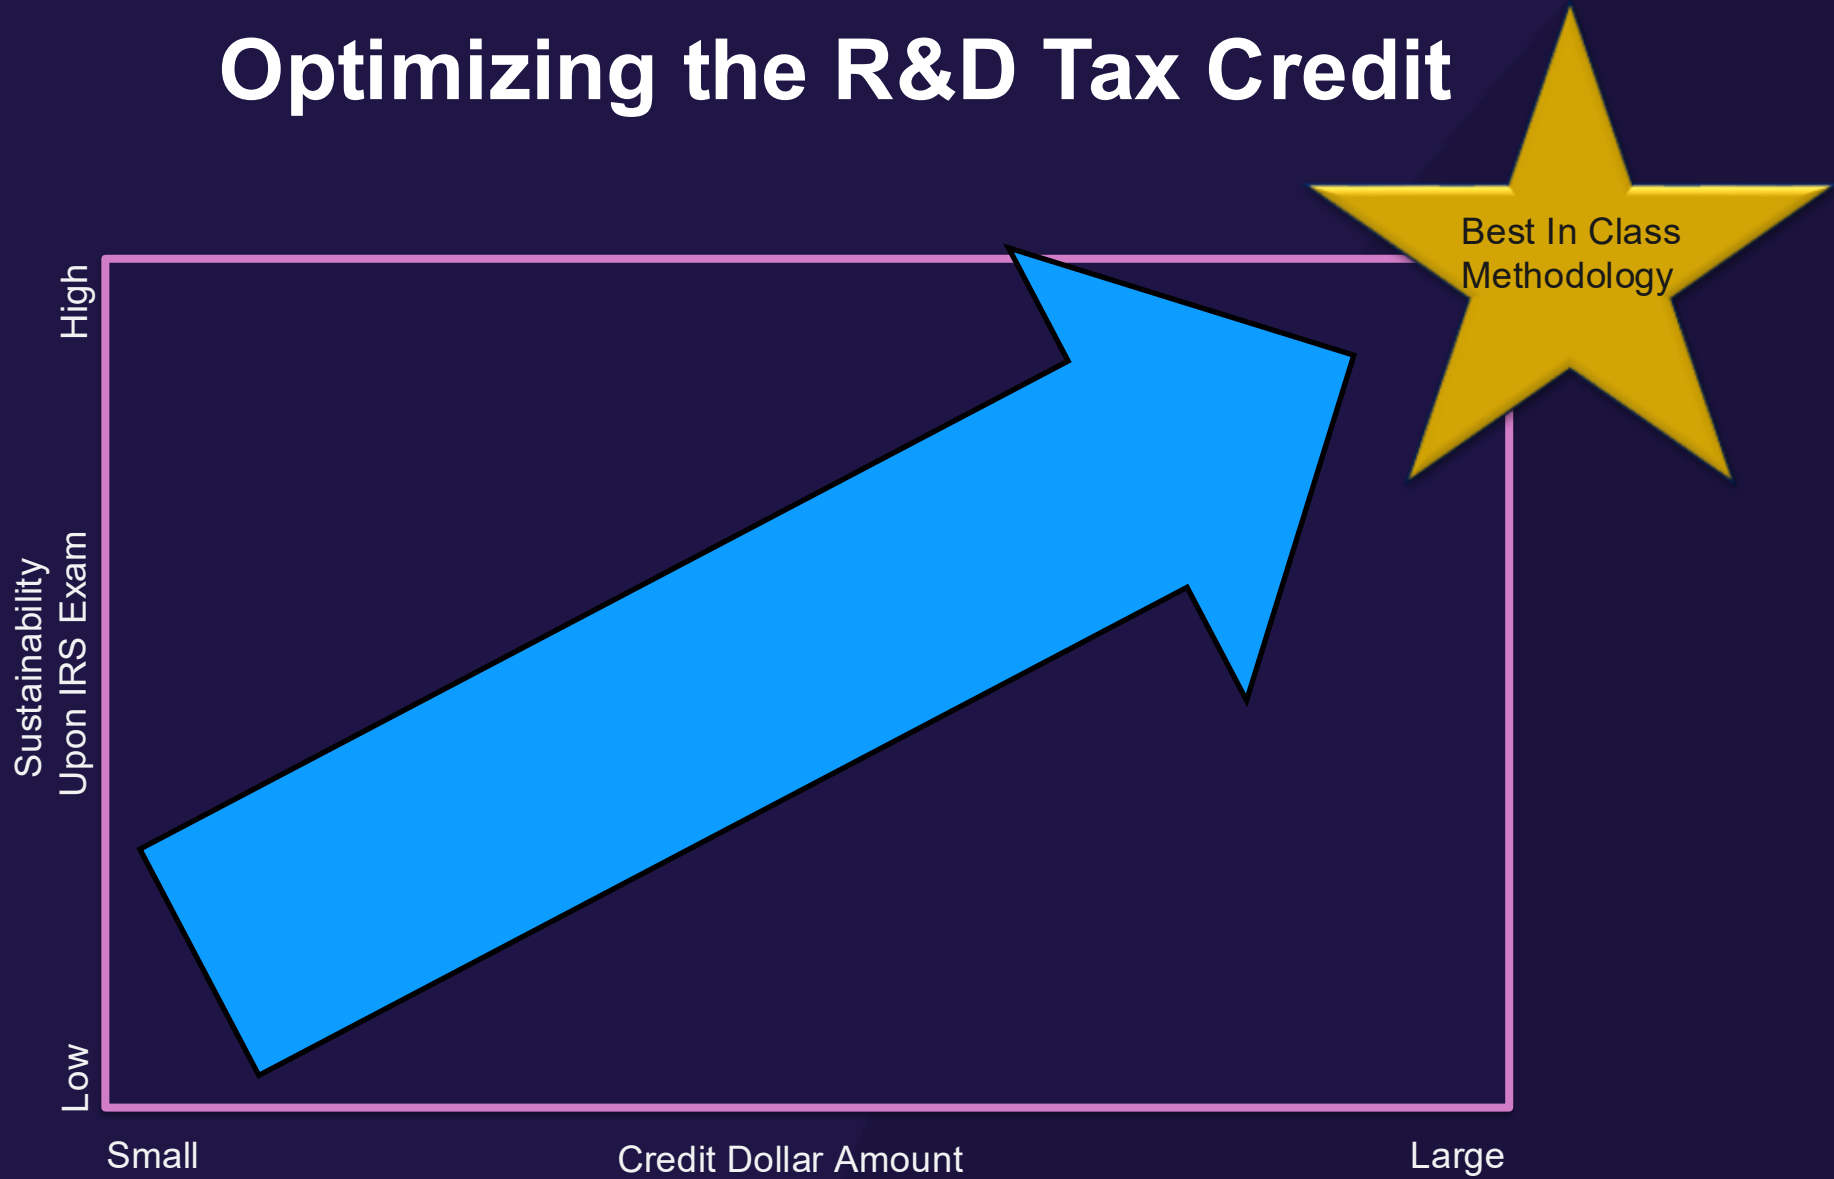 Optimizing the R&D Tax Credit
Best In Class
Methodology
High
Sustainability
Upon IRS Exam
Low
Small
Credit Dollar Amount
Large